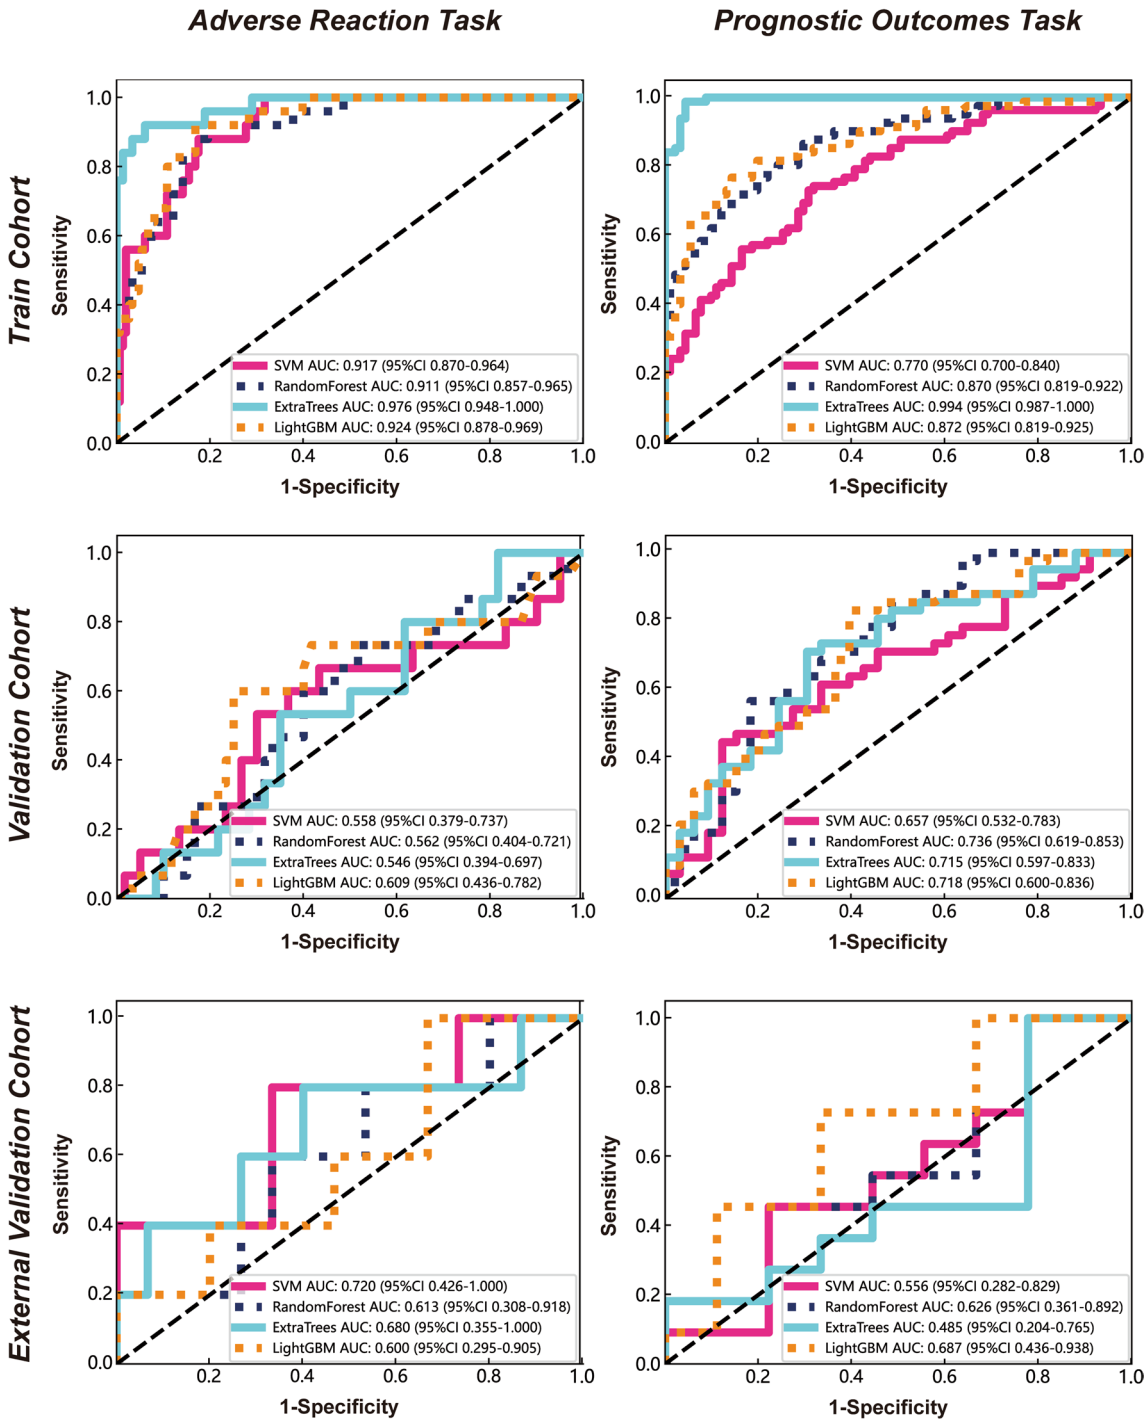 Adverse Reaction Task
Prognostic Outcomes Task
Train Cohort
Sensitivity
1.0
0.8
0.6
0.4
0.2
0.0
SVM AUC: 0.917 (95%CI 0.870-0.964)
RandomForest AUC: 0.911 (95%CI 0.857-0.965)
ExtraTrees AUC: 0.976 (95%CI 0.948-1.000)
LightGBM AUC: 0.924 (95%CI 0.878-0.969)
0.2 0.4 0.6 0.8 1.0
1-Specificity
Sensitivity
1.0
0.8
0.6
0.4
0.2
0.0
SVM AUC: 0.770 (95%CI 0.700-0.840)
RandomForest AUC: 0.870 (95%CI 0.819-0.922)
ExtraTrees AUC: 0.994 (95%CI 0.987-1.000)
LightGBM AUC: 0.872 (95%CI 0.819-0.925)
0.2 0.4 0.6 0.8 1.0
1-Specificity
Validation Cohort
Sensitivity
1.0
0.8
0.6
0.4
0.2
0.0
SVM AUC: 0.558 (95%CI 0.379-0.737)
RandomForest AUC: 0.562 (95%CI 0.404-0.721)
ExtraTrees AUC: 0.546 (95%CI 0.394-0.697)
LightGBM AUC: 0.609 (95%CI 0.436-0.782)
0.2 0.4 0.6 0.8 1.0
1-Specificity
Sensitivity
1.0
0.8
0.6
0.4
0.2
0.0
SVM AUC: 0.657 (95%CI 0.532-0.783)
RandomForest AUC: 0.736 (95%CI 0.619-0.853)
ExtraTrees AUC: 0.715 (95%CI 0.597-0.833)
LightGBM AUC: 0.718 (95%CI 0.600-0.836)
0.2 0.4 0.6 0.8 1.0
1-Specificity
External Validation Cohort
Sensitivity
1.0
0.8
0.6
0.4
0.2
0.0
SVM AUC: 0.720 (95%CI 0.426-1.000)
RandomForest AUC: 0.613 (95%CI 0.308-0.918)
ExtraTrees AUC: 0.680 (95%CI 0.355-1.000)
LightGBM AUC: 0.600 (95%CI 0.295-0.905)
0.2 0.4 0.6 0.8 1.0
1-Specificity
Sensitivity
1.0
0.8
0.6
0.4
0.2
0.0
SVM AUC: 0.556 (95%CI 0.282-0.829)
RandomForest AUC: 0.626 (95%CI 0.361-0.892)
ExtraTrees AUC: 0.485 (95%CI 0.204-0.765)
LightGBM AUC: 0.687 (95%CI 0.436-0.938)
0.2 0.4 0.6 0.8 1.0
1-Specificity